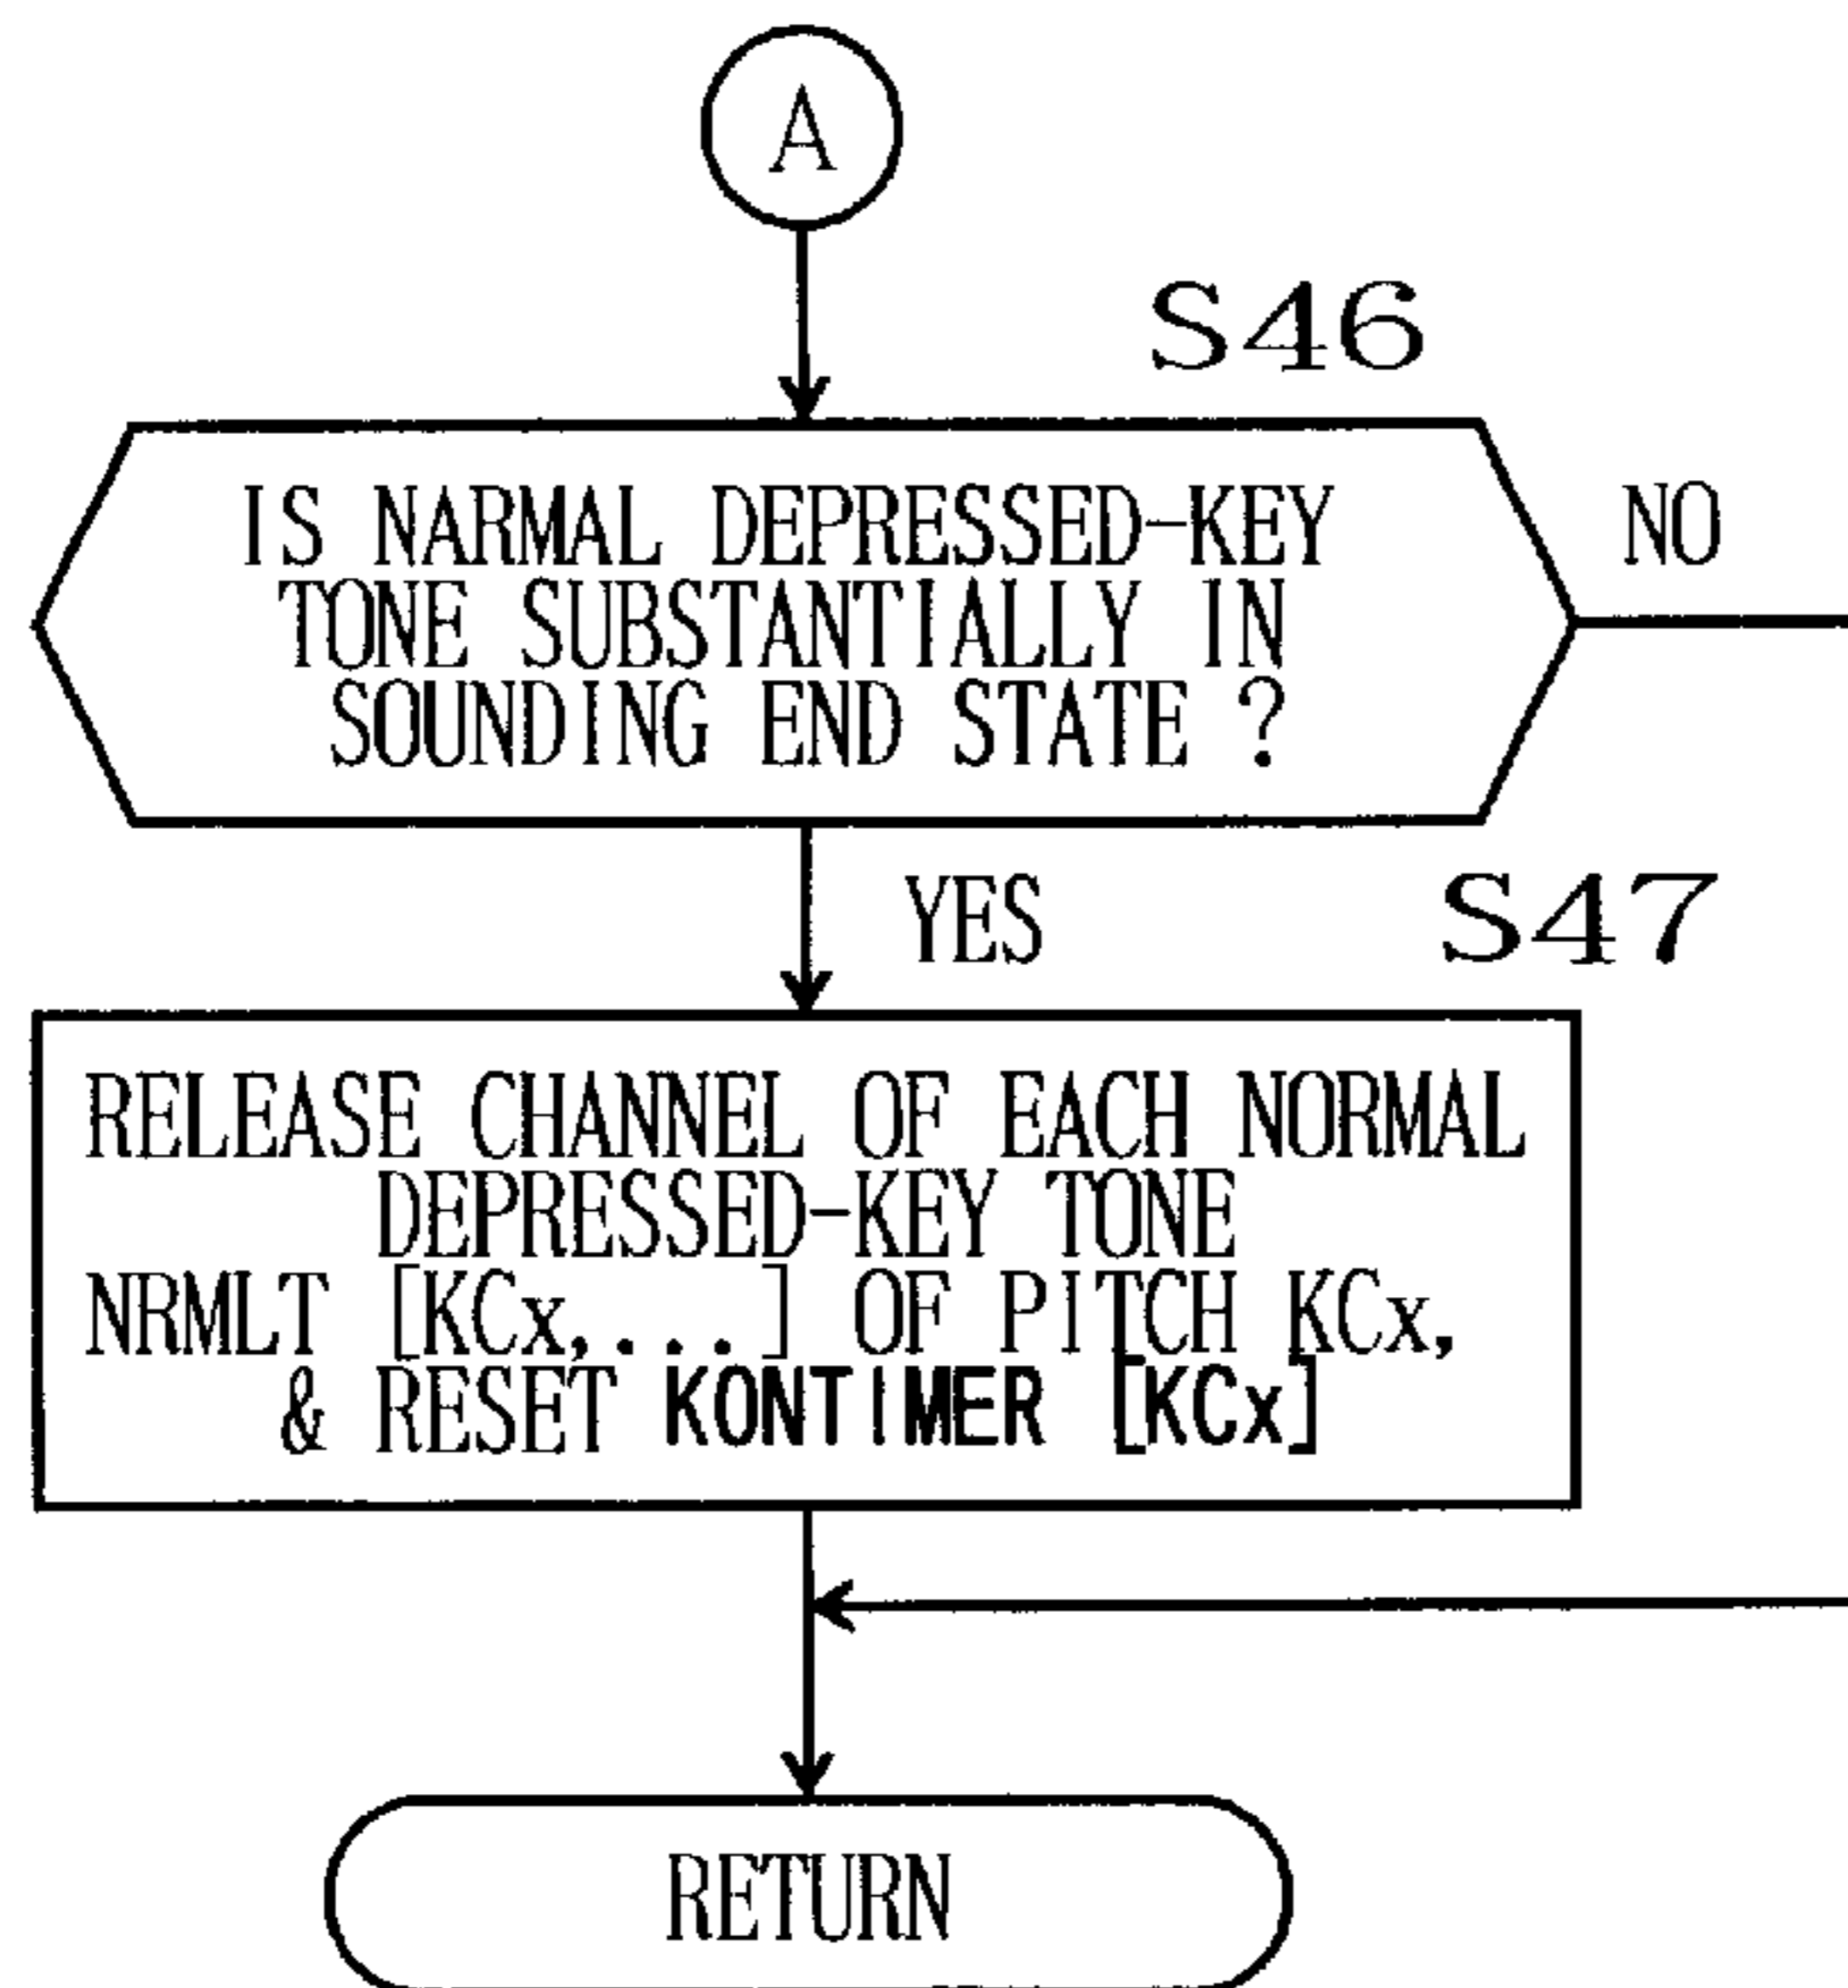 A
S46
IS NARMAL DEPRESSED-KEY
TONE SUBSTANTIALLY IN
SOUNDING END STATE ?
NO
YES
S47
RELEASE CHANNEL OF EACH NORMAL
DEPRESSED-KEY TONE
NRMLT [KCx,...] OF PITCH KCx,
& RESET KONTIMER [KCx]
RETURN